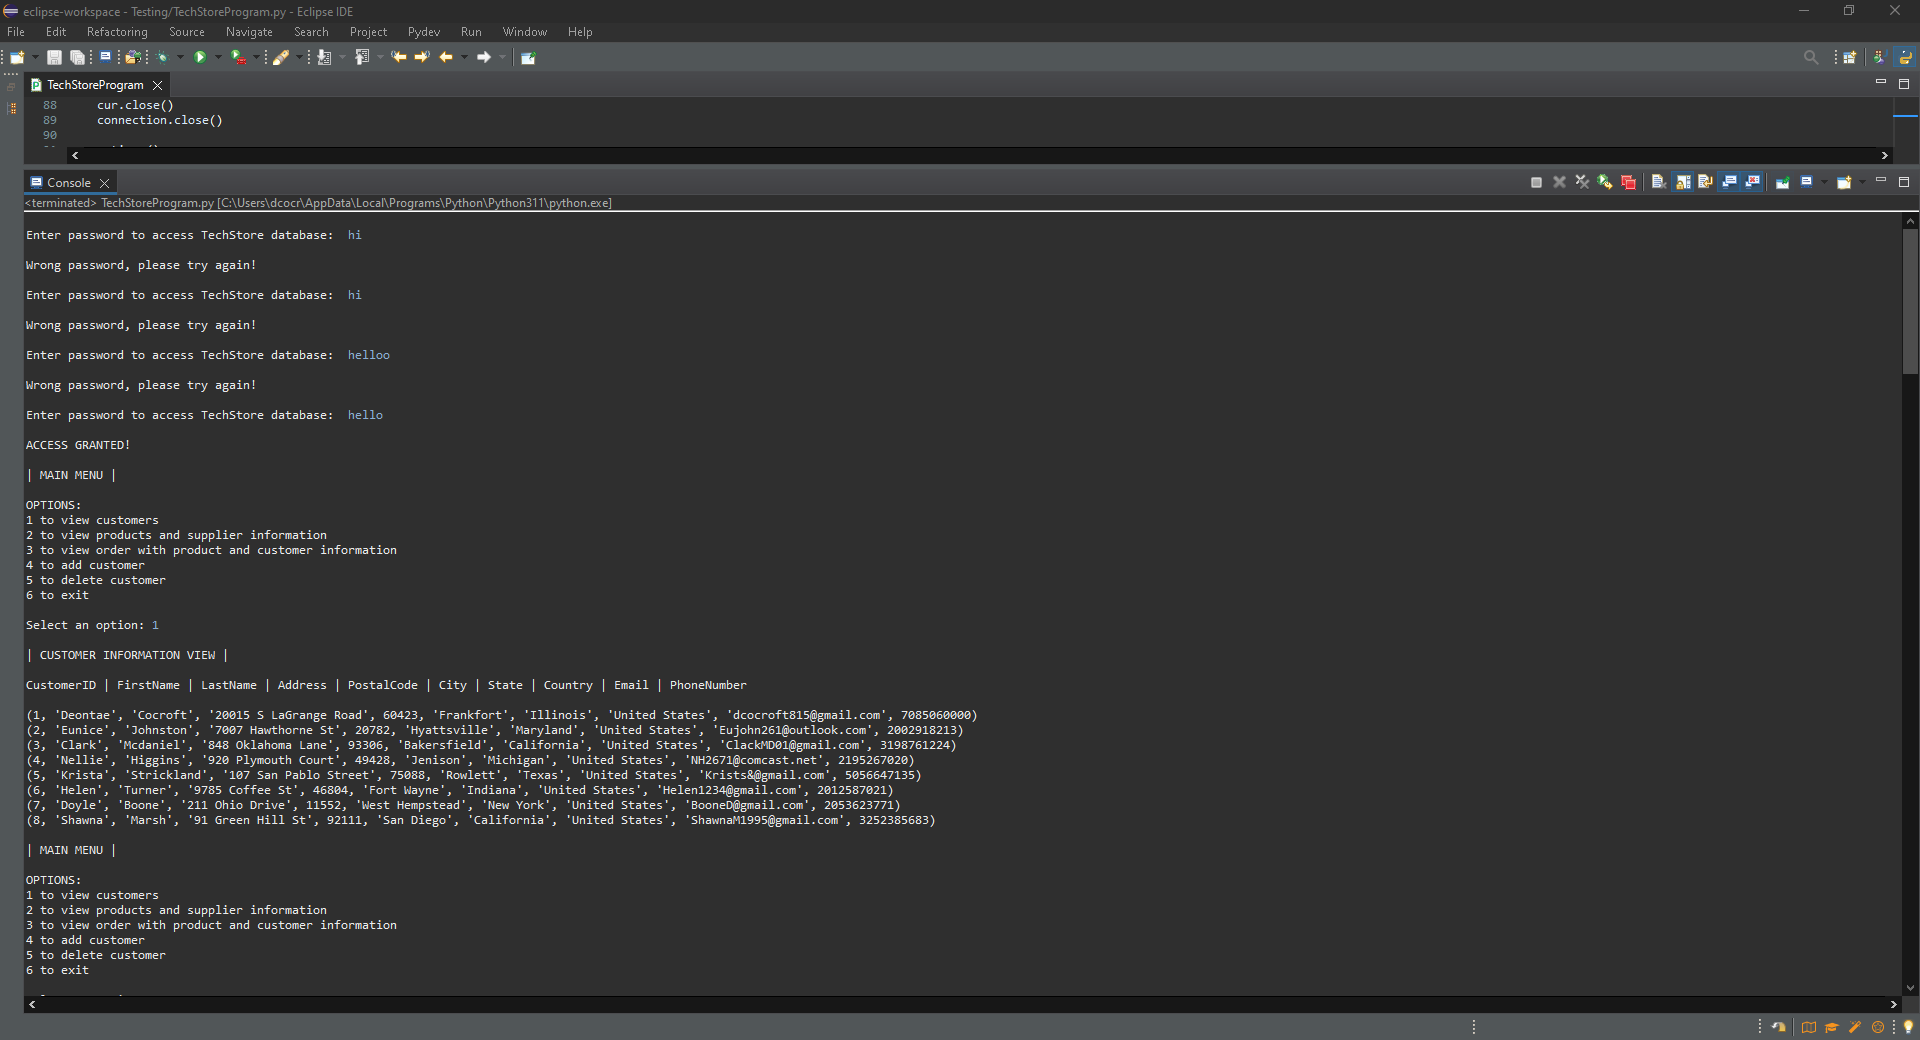 eclipse-workspace - Testing/TechStoreProgram.py - Eclipse IDE
File Edit Refactoring Source Navigate Search Project Pydev Run Window Help
TechStoreProgram
88 cur.close()
89 connection.close()
90
Console
<terminated> TechStoreProgram.py [C:\Users\dcocr\AppData\Local\Programs\Python\Python311\python.exe]
Enter password to access TechStore database: hi
Wrong password, please try again!
Enter password to access TechStore database: hi
Wrong password, please try again!
Enter password to access TechStore database: helloo
Wrong password, please try again!
Enter password to access TechStore database: hello
ACCESS GRANTED!
| MAIN MENU |
OPTIONS:
1 to view customers
2 to view products and supplier information
3 to view order with product and customer information
4 to add customer
5 to delete customer
6 to exit
Select an option: 1
| CUSTOMER INFORMATION VIEW |
CustomerID | FirstName | LastName | Address | PostalCode | City | State | Country | Email | PhoneNumber
(1, 'Deontae', 'Cocroft', '20015 S LaGrange Road', 60423, 'Frankfort', 'Illinois', 'United States', 'dcocroft815@gmail.com', 7085060000)
(2, 'Eunice', 'Johnston', '7007 Hawthorne St', 20782, 'Hyattsville', 'Maryland', 'United States', 'Eujohn261@outlook.com', 2002918213)
(3, 'Clark', 'Mcdaniel', '848 Oklahoma Lane', 93306, 'Bakersfield', 'California', 'United States', 'ClackMD01@gmail.com', 3198761224)
(4, 'Nellie', 'Higgins', '920 Plymouth Court', 49428, 'Jenison', 'Michigan', 'United States', 'NH2671@comcast.net', 2195267020)
(5, 'Krista', 'Strickland', '107 San Pablo Street', 75088, 'Rowlett', 'Texas', 'United States', 'Krists&@gmail.com', 5056647135)
(6, 'Helen', 'Turner', '9785 Coffee St', 46804, 'Fort Wayne', 'Indiana', 'United States', 'Helen1234@gmail.com', 2012587021)
(7, 'Doyle', 'Boone', '211 Ohio Drive', 11552, 'West Hempstead', 'New York', 'United States', 'BooneD@gmail.com', 2053623771)
(8, 'Shawna', 'Marsh', '91 Green Hill St', 92111, 'San Diego', 'California', 'United States', 'ShawnaM1995@gmail.com', 3252385683)
| MAIN MENU |
OPTIONS:
1 to view customers
2 to view products and supplier information
3 to view order with product and customer information
4 to add customer
5 to delete customer
6 to exit